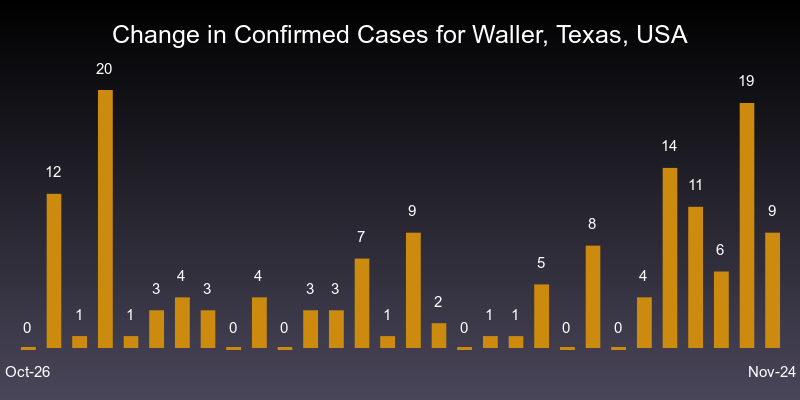 Change in Confirmed Cases for Waller, Texas, USA
0 12 1 20 1 3 4 3 0 4 0 3 3 7 1 9 2 0 1 1 5 0 8 0 4 14 11 6 19 9
Oct-26 Nov-24